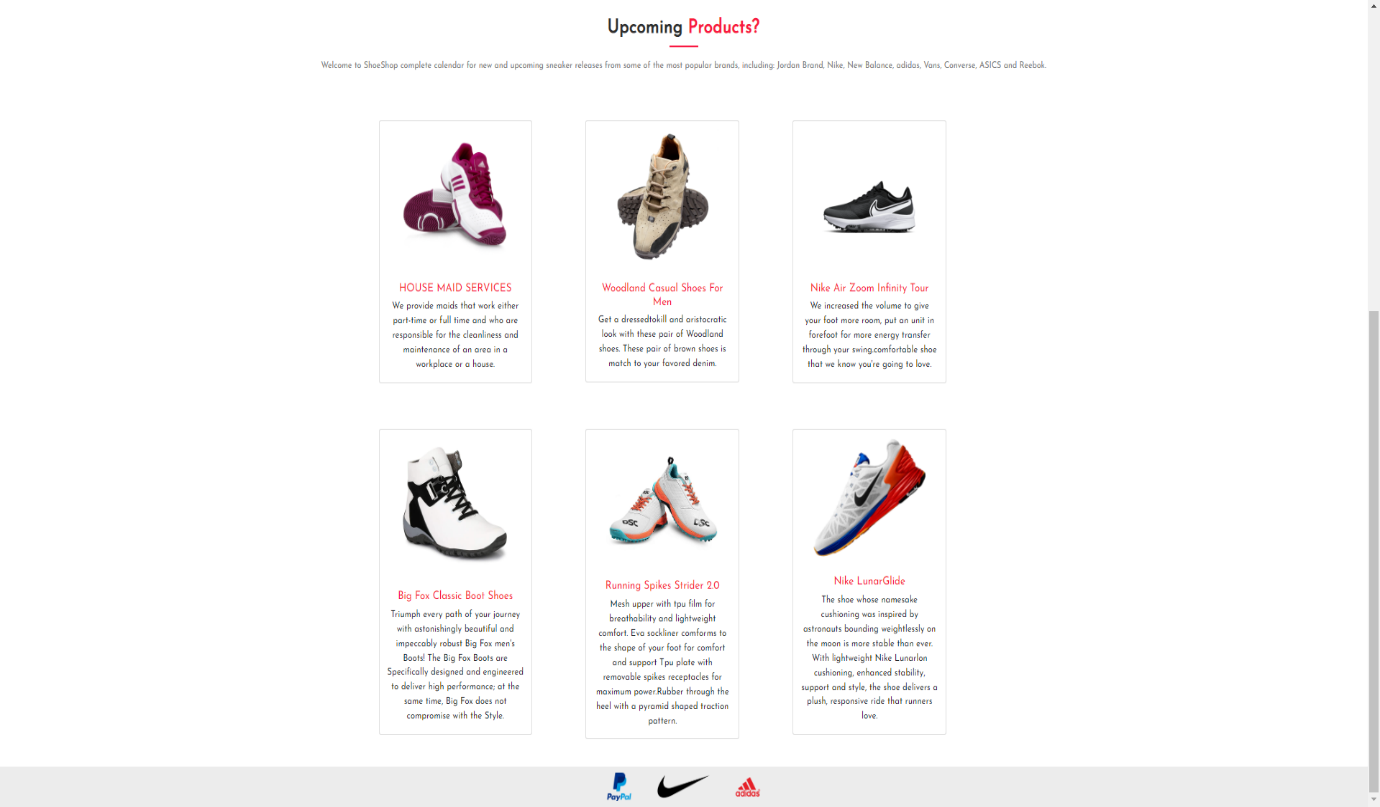 Upcoming Products?
Welcome to ShoeShop complete calendar for new and upcoming sneaker releases from some of the most popular brands, including: Jordan Brand, Nike, New Balance, adidas, Vans, Converse, ASICS and Reebok.
HOUSE MAID SERVICES
We provide maids that work either
part-time or full time and who are
responsible for the cleanliness and
maintenance of an area in a
workplace or a house.
Woodland Casual Shoes For
Men
Get a dressedtokill and aristocratic
look with these pair of Woodland
shoes. These pair of brown shoes is
match to your favored denim.
Nike Air Zoom Infinity Tour
We increased the volume to give
your foot more room, put an unit in
forefoot for more energy transfer
through your swing.comfortable shoe
that we know you're going to love.
Big Fox Classic Boot Shoes
Triumph every path of your journey
with astonishingly beautiful and
impeccably robust Big Fox men's
Boots! The Big Fox Boots are
Specifically designed and engineered
to deliver high performance; at the
same time, Big Fox does not
compromise with the Style.
DSC
DSC
Running Spikes Strider 2.0
Mesh upper with tpu film for
breathability and lightweight
comfort. Eva sockliner comforms to
the shape of your foot for comfort
and support Tpu plate with
removable spikes receptacles for
maximum power.Rubber through the
heel with a pyramid shaped traction
pattern.
Nike LunarGlide
The shoe whose namesake
cushioning was inspired by
astronauts bounding weightlessly on
the moon is more stable than ever.
With lightweight Nike Lunarlon
cushioning, enhanced stability,
support and style, the shoe delivers a
plush, responsive ride that runners
love.
PayPal
adidas